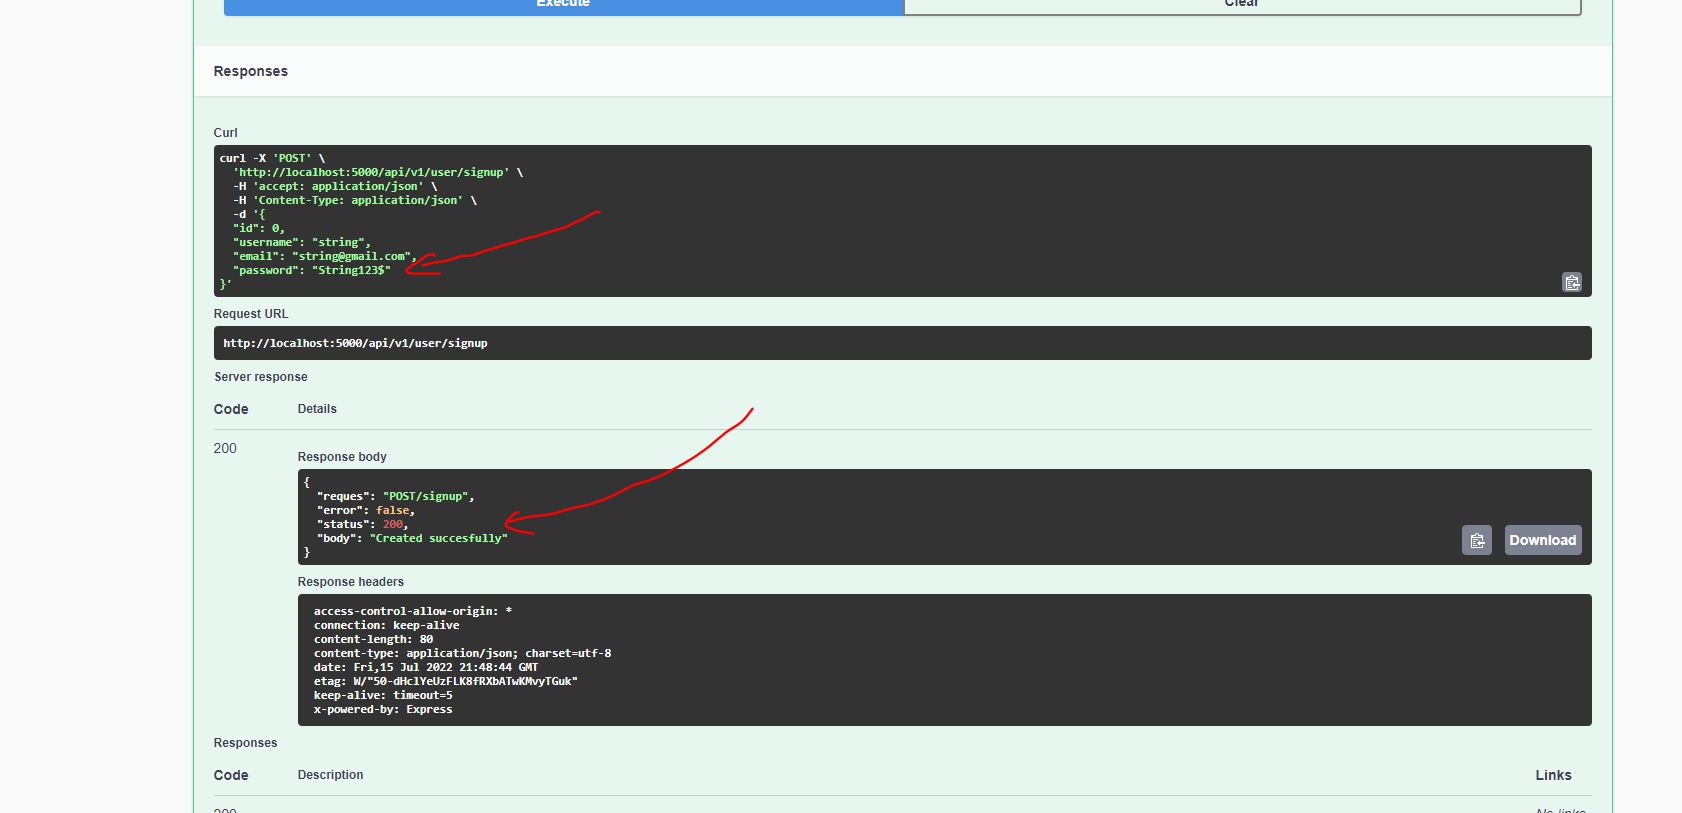 Execute
Clear
Responses
Curl
curl -X 'POST' \
'http://localhost:5000/api/v1/user/signup' \
-H 'accept: application/json' \
-H 'Content-Type: application/json' \
-d '{
"id": 0,
"username": "string",
"email": "string@gmail.com",
"password": "String123$"
}'
Request URL
http://localhost:5000/api/v1/user/signup
Server response
Code Details
200
Response body
{
"reques": "POST/signup",
"error": false,
"status": 200,
"body": "Created succesfully"
}
Download
Response headers
access-control-allow-origin: *
connection: keep-alive
content-length: 80
content-type: application/json; charset=utf-8
date: Fri,15 Jul 2022 21:48:44 GMT
etag: W/"50-dHclYeUzFLK8fRXbATwKMvyTGuk"
keep-alive: timeout=5
x-powered-by: Express
Responses
Code Description Links
200 No links